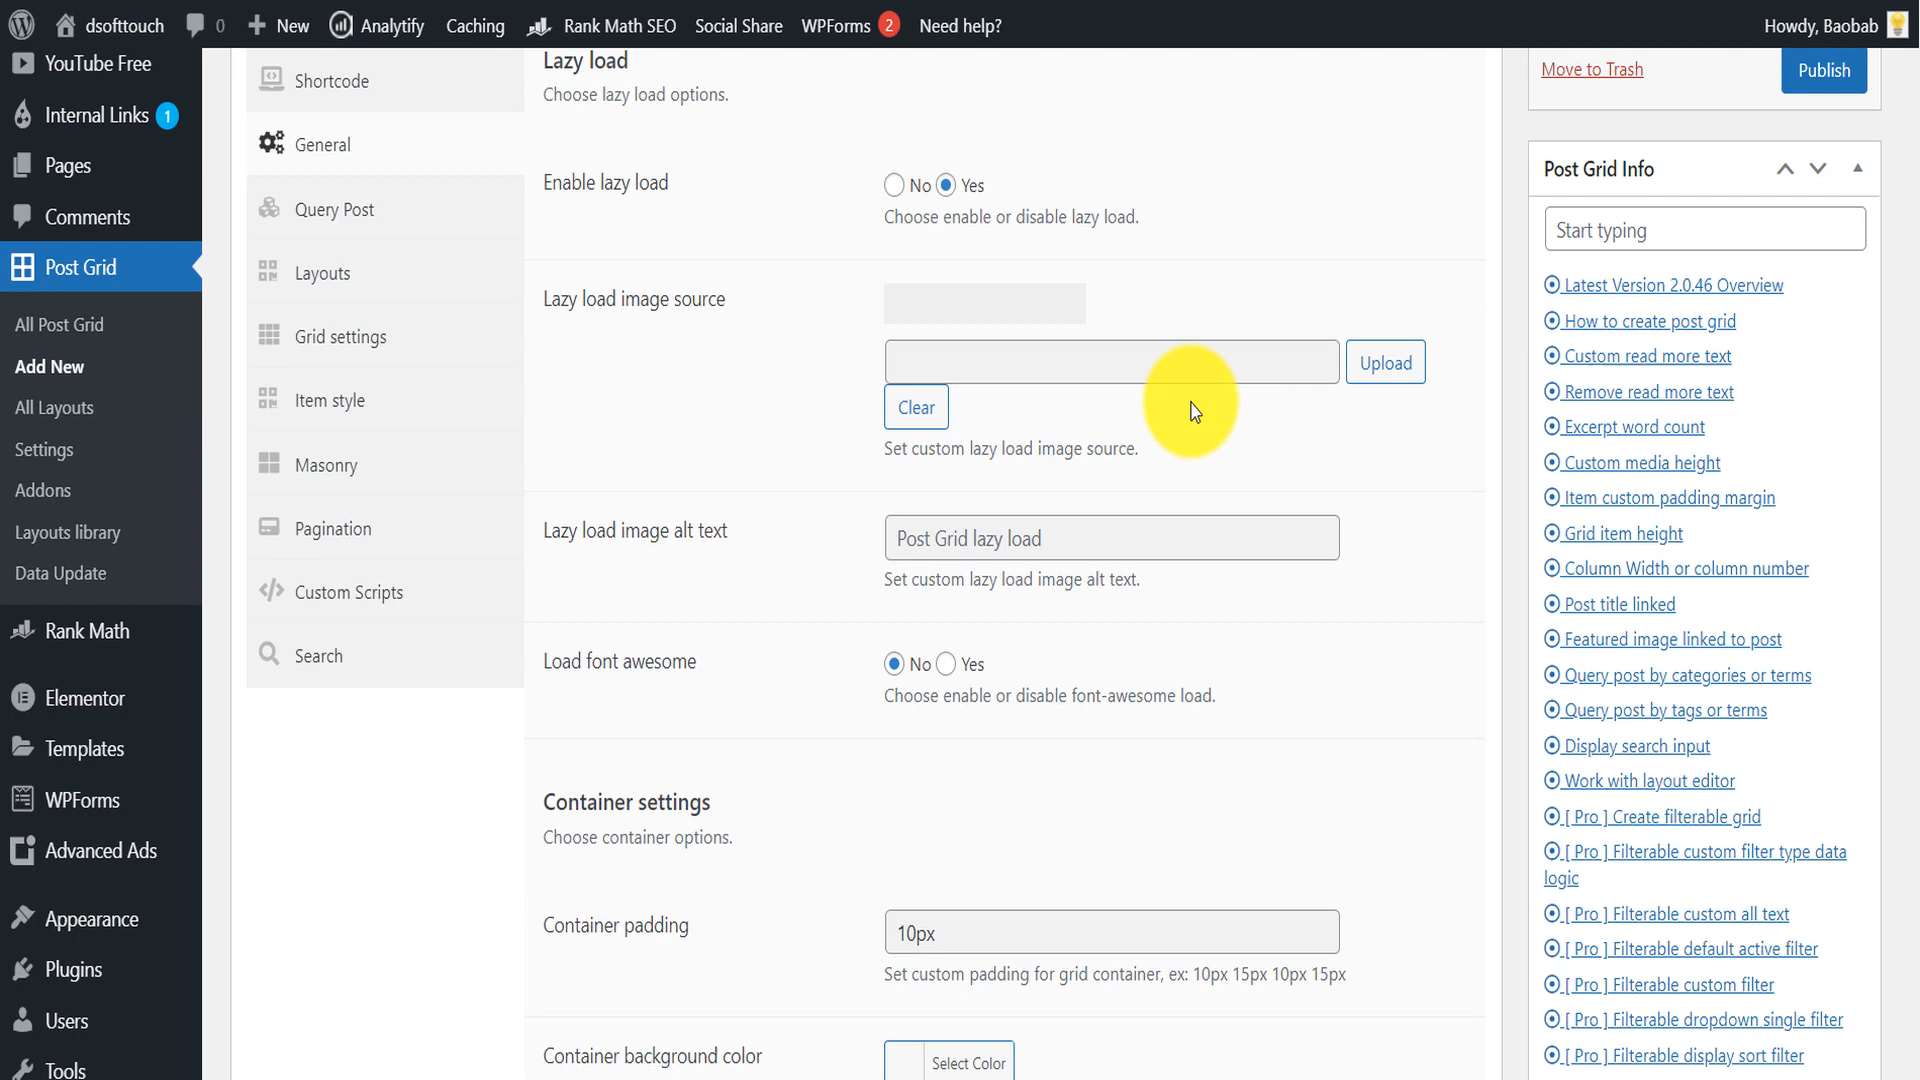 dsofttouch
0
New
Analytify
Caching
Rank Math SEO
Social Share
WPForms 2
Need help?
Howdy, Baobab
YouTube Free
Internal Links 1
Pages
Comments
Post Grid
All Post Grid
Add New
All Layouts
Settings
Addons
Layouts library
Data Update
Rank Math
Elementor
Templates
WPForms
Advanced Ads
Appearance
Plugins
Users
Tools
Shortcode
General
Query Post
Layouts
Grid settings
Item style
Masonry
Pagination
Custom Scripts
Search
Lazy load
Choose lazy load options.
Enable lazy load
No Yes
Choose enable or disable lazy load.
Lazy load image source
Upload
Clear
Set custom lazy load image source.
Lazy load image alt text
Post Grid lazy load
Set custom lazy load image alt text.
Load font awesome
No Yes
Choose enable or disable font-awesome load.
Container settings
Choose container options.
Container padding
10px
Set custom padding for grid container, ex: 10px 15px 10px 15px
Container background color
Select Color
Move to Trash
Publish
Post Grid Info
Start typing
Latest Version 2.0.46 Overview
How to create post grid
Custom read more text
Remove read more text
Excerpt word count
Custom media height
Item custom padding margin
Grid item height
Column Width or column number
Post title linked
Featured image linked to post
Query post by categories or terms
Query post by tags or terms
Display search input
Work with layout editor
[ Pro ] Create filterable grid
[ Pro ] Filterable custom filter type data
logic
[ Pro ] Filterable custom all text
[ Pro ] Filterable default active filter
[ Pro ] Filterable custom filter
[ Pro ] Filterable dropdown single filter
[ Pro ] Filterable display sort filter